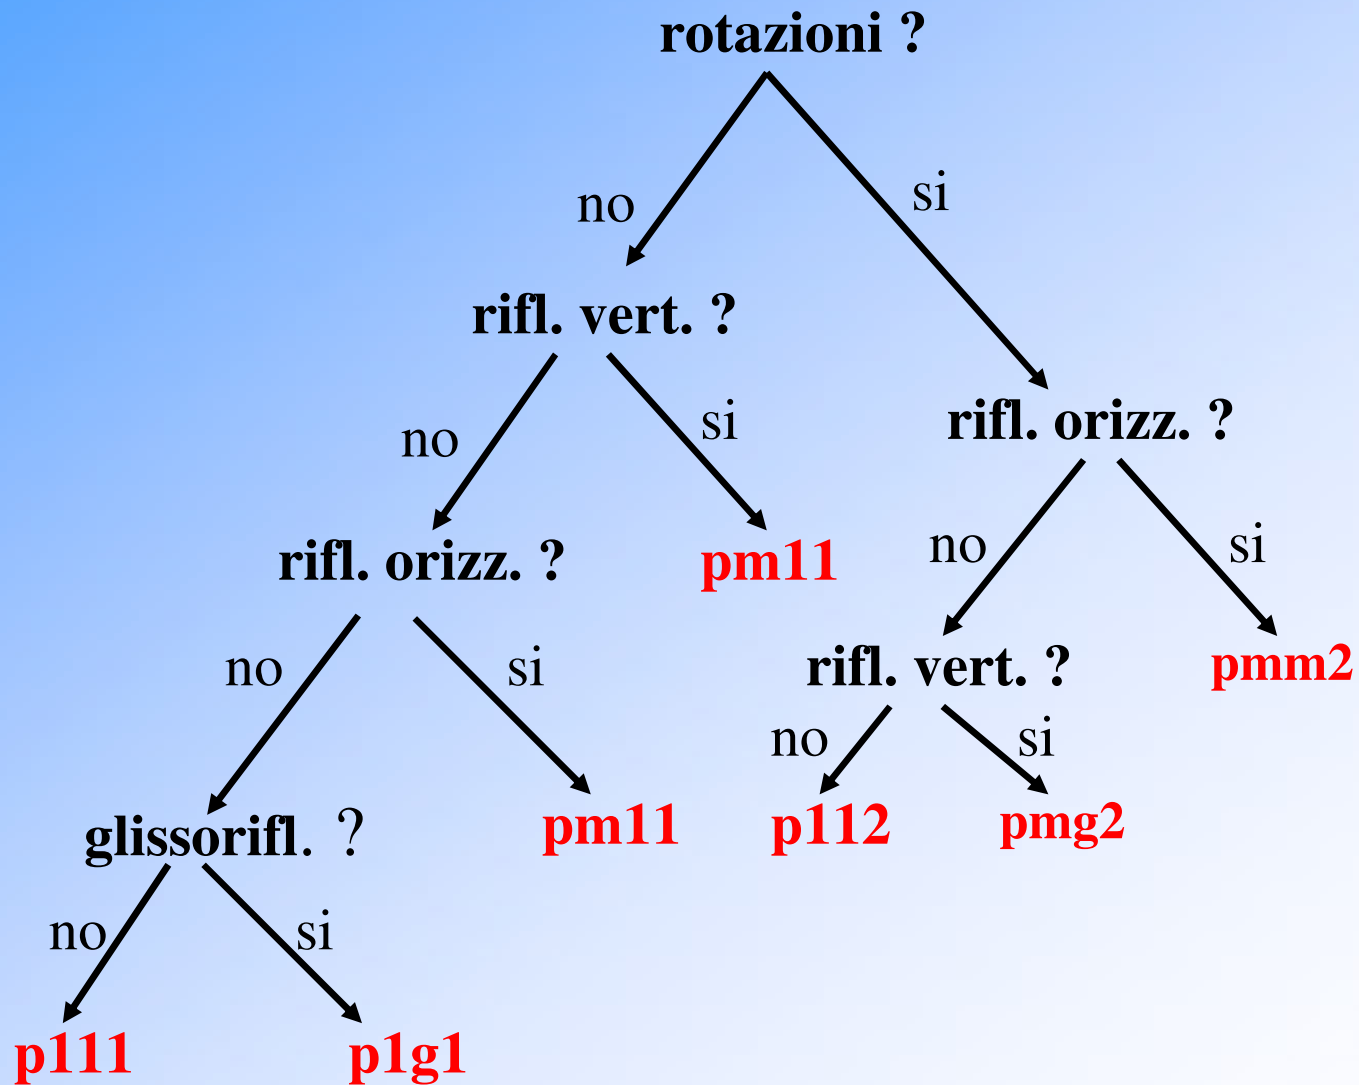 rotazioni ?
no
si
rifl. vert. ?
no
si
rifl. orizz. ?
rifl. orizz. ?
pm11
no
si
no
si
rifl. vert. ?
pmm2
no
si
glissorifl. ?
pm11
p112
pmg2
no
si
p111
p1g1